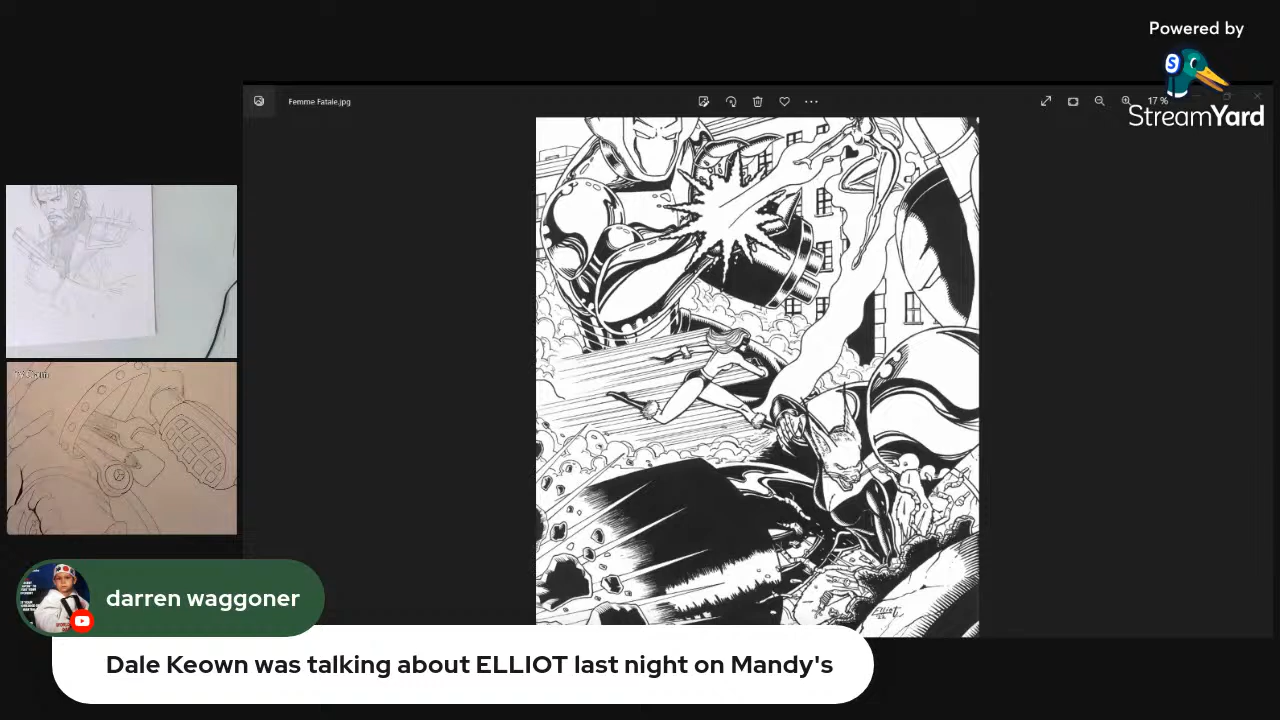 Powered by
StreamYard
Femme Fatale.jpg
17 %
darren waggoner
Dale Keown was talking about ELLIOT last night on Mandy's
Elliot